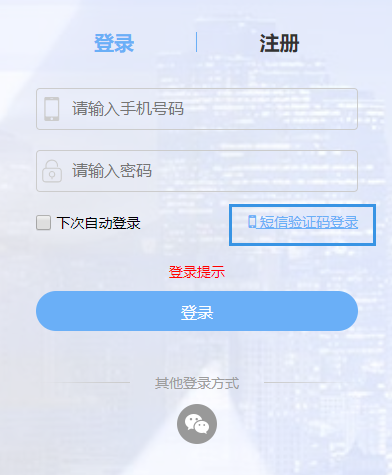 登录 注册
请输入手机号码
请输入密码
下次自动登录 短信验证码登录
登录提示
登录
其他登录方式